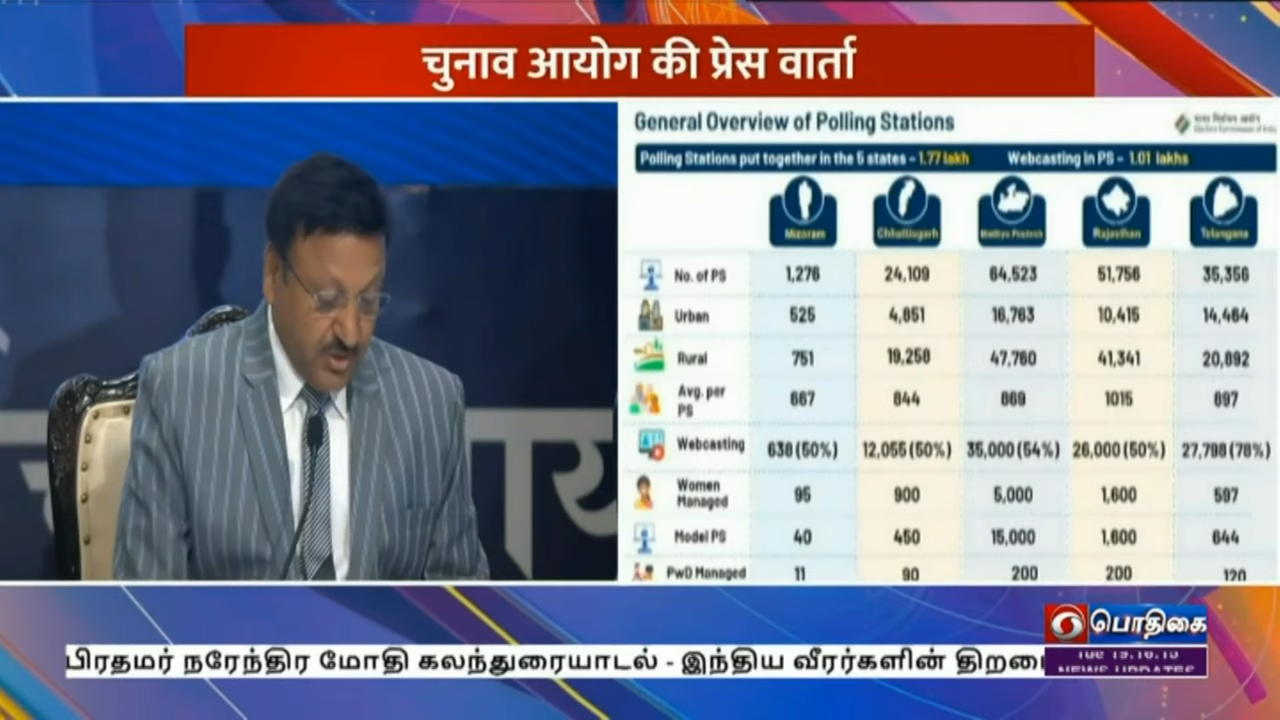 चुनाव आयोग की प्रेस वार्ता
General Overview of Polling Stations
Polling Stations put together in the 5 states - 1.77 lakh Webcasting in PS - 1.01 lakhs
Mizoram Chhattisgarh Madhya Pradesh Rajasthan Telangana
No. of PS 1,276 24,109 64,523 51,756 35,356
Urban 525 4,851 16,763 10,415 14,464
Rural 751 19,258 47,760 41,341 20,892
Avg. per PS 667 844 869 1015 897
Webcasting 638 (50%) 12,055 (50%) 35,000 (54%) 26,000 (50%) 27,798 (78%)
Women Managed 95 900 5,000 1,600 597
Model PS 40 450 15,000 1,600 644
PwD Managed 11 90 200 200 120
பொதிகை
பிரதமர் நரேந்திர மோதி கலந்துரையாடல் - இந்திய வீரர்களின்
NEWS UPDATES